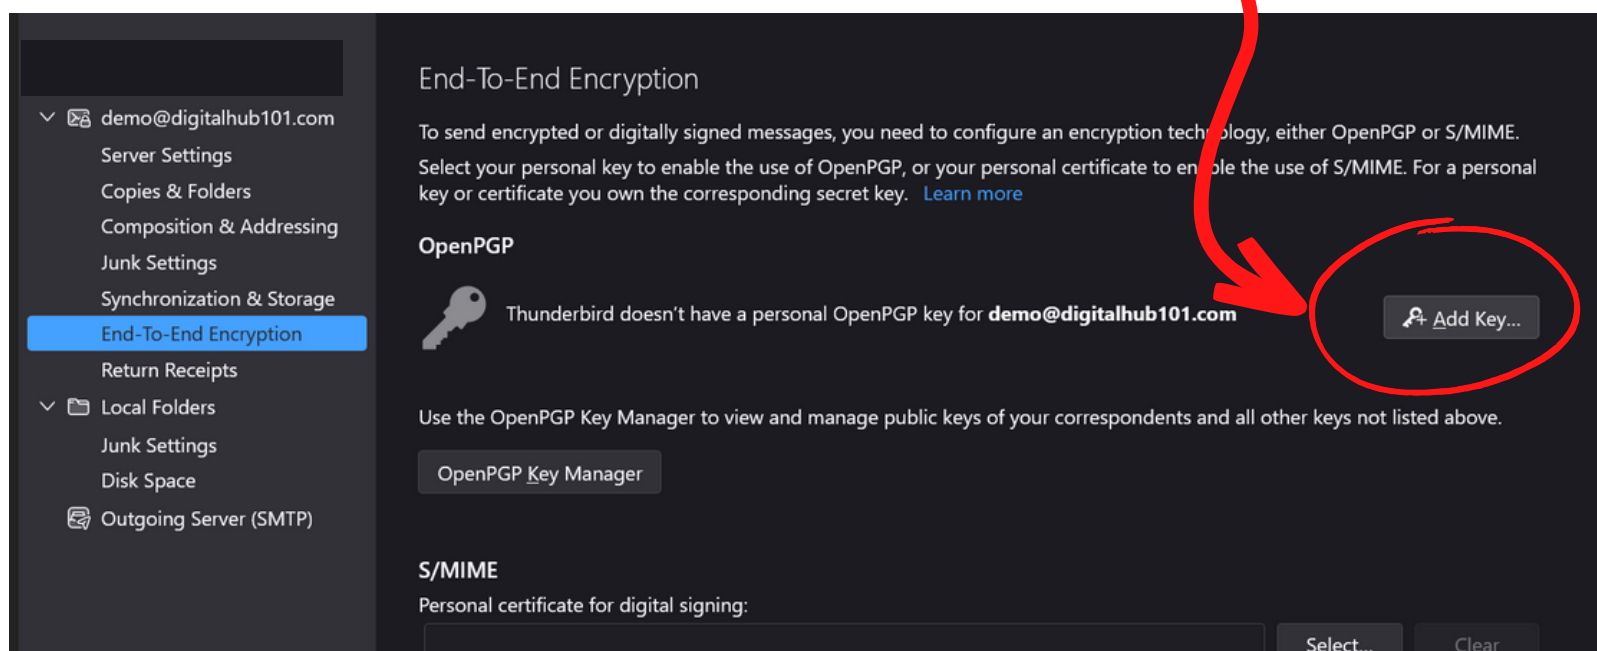 demo@digitalhub101.com
Server Settings
Copies & Folders
Composition & Addressing
Junk Settings
Synchronization & Storage
End-To-End Encryption
Return Receipts
Local Folders
Junk Settings
Disk Space
Outgoing Server (SMTP)
End-To-End Encryption
To send encrypted or digitally signed messages, you need to configure an encryption technology, either OpenPGP or S/MIME.
Select your personal key to enable the use of OpenPGP, or your personal certificate to enable the use of S/MIME. For a personal
key or certificate you own the corresponding secret key. Learn more
OpenPGP
Thunderbird doesn't have a personal OpenPGP key for demo@digitalhub101.com
Add Key...
Use the OpenPGP Key Manager to view and manage public keys of your correspondents and all other keys not listed above.
OpenPGP Key Manager
S/MIME
Personal certificate for digital signing:
Select... Clear